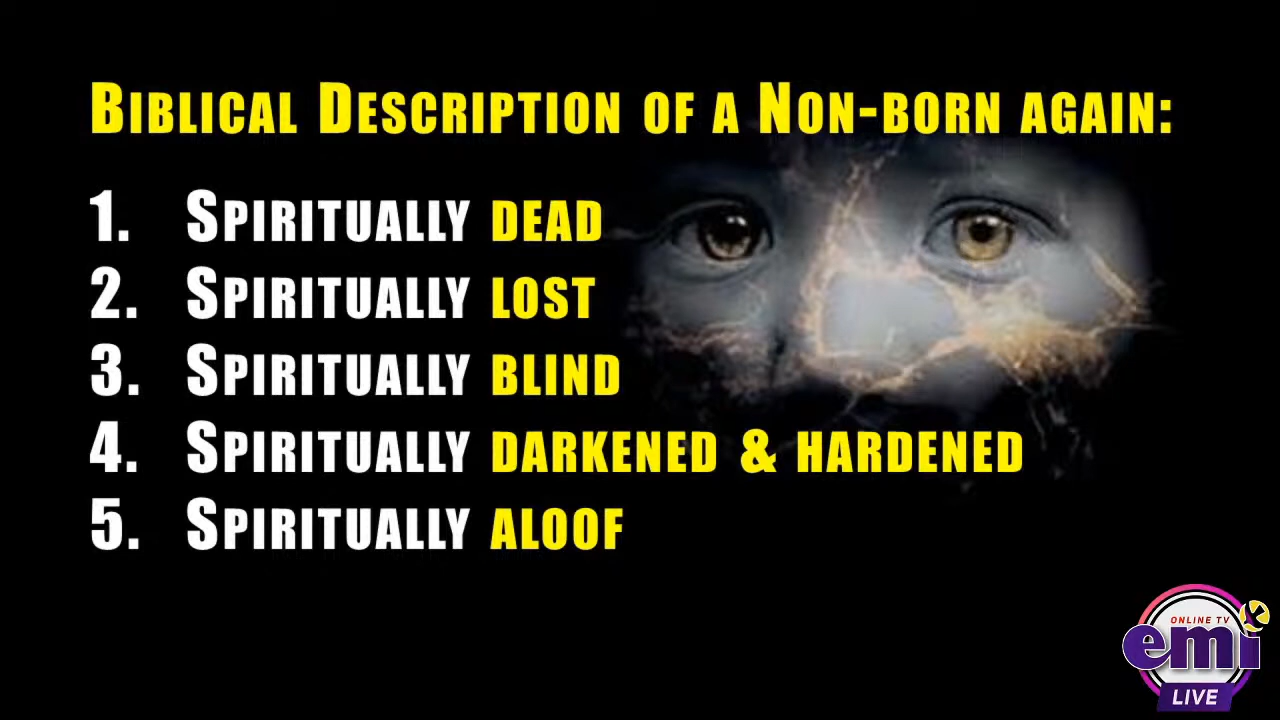 Biblical Description of a Non-born again:
1. Spiritually dead
2. Spiritually lost
3. Spiritually blind
4. Spiritually darkened & hardened
5. Spiritually aloof
ONLINE TV
emi
LIVE